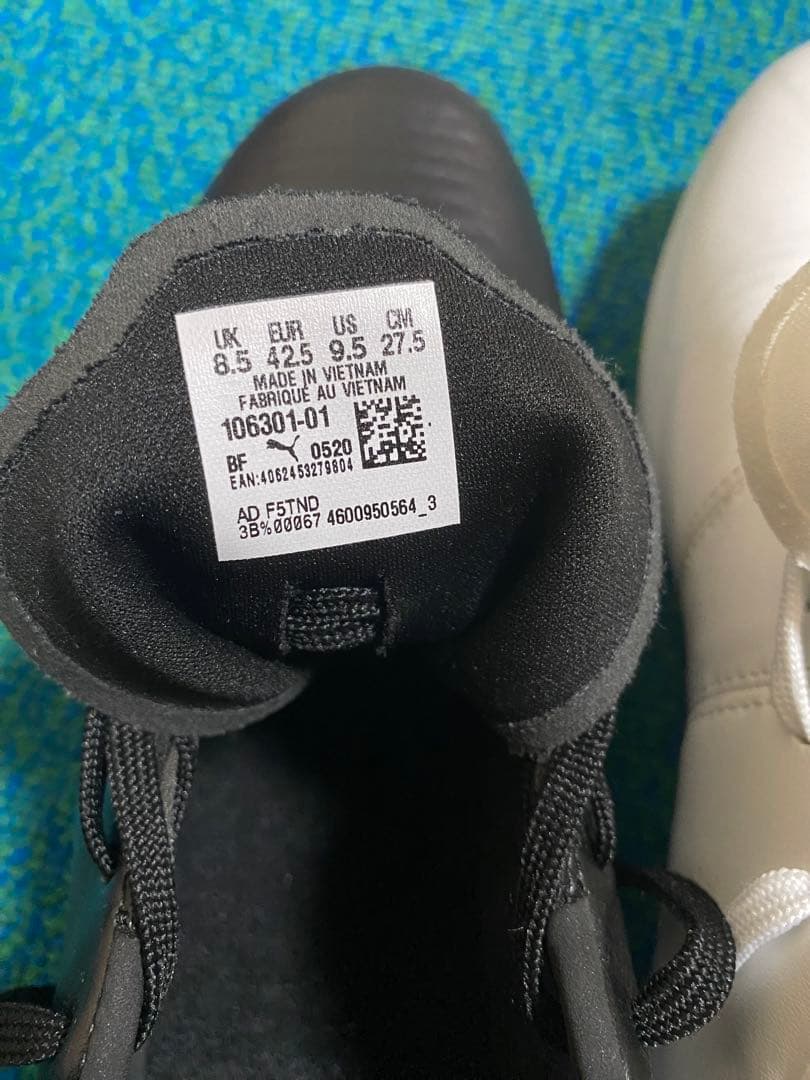 UK EUR US CM
8.5 42.5 9.5 27.5
MADE IN VIETNAM
FABRIQUÉ AU VIETNAM
106301-01
BF 0520
EAN:4062453279804
AD F5TND
3B%00067 4600950564_3